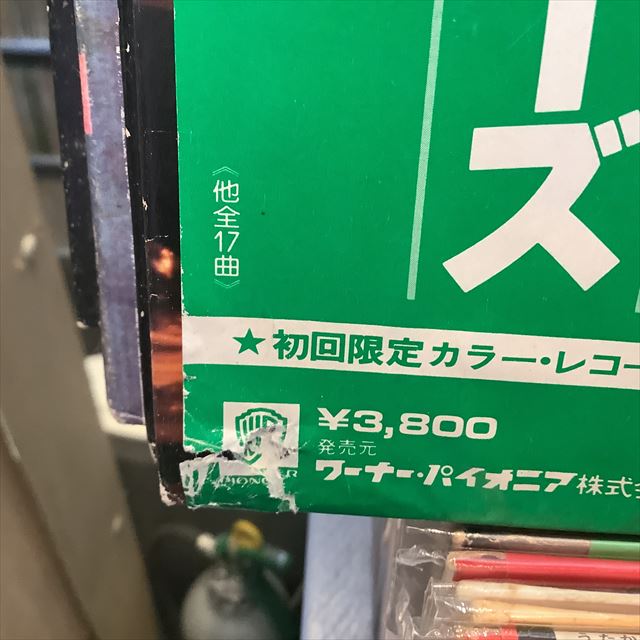 ーズ
《他全17曲》
★初回限定カラー・レコー
¥3,800
発売元
ワーナー・パイオニア株式会